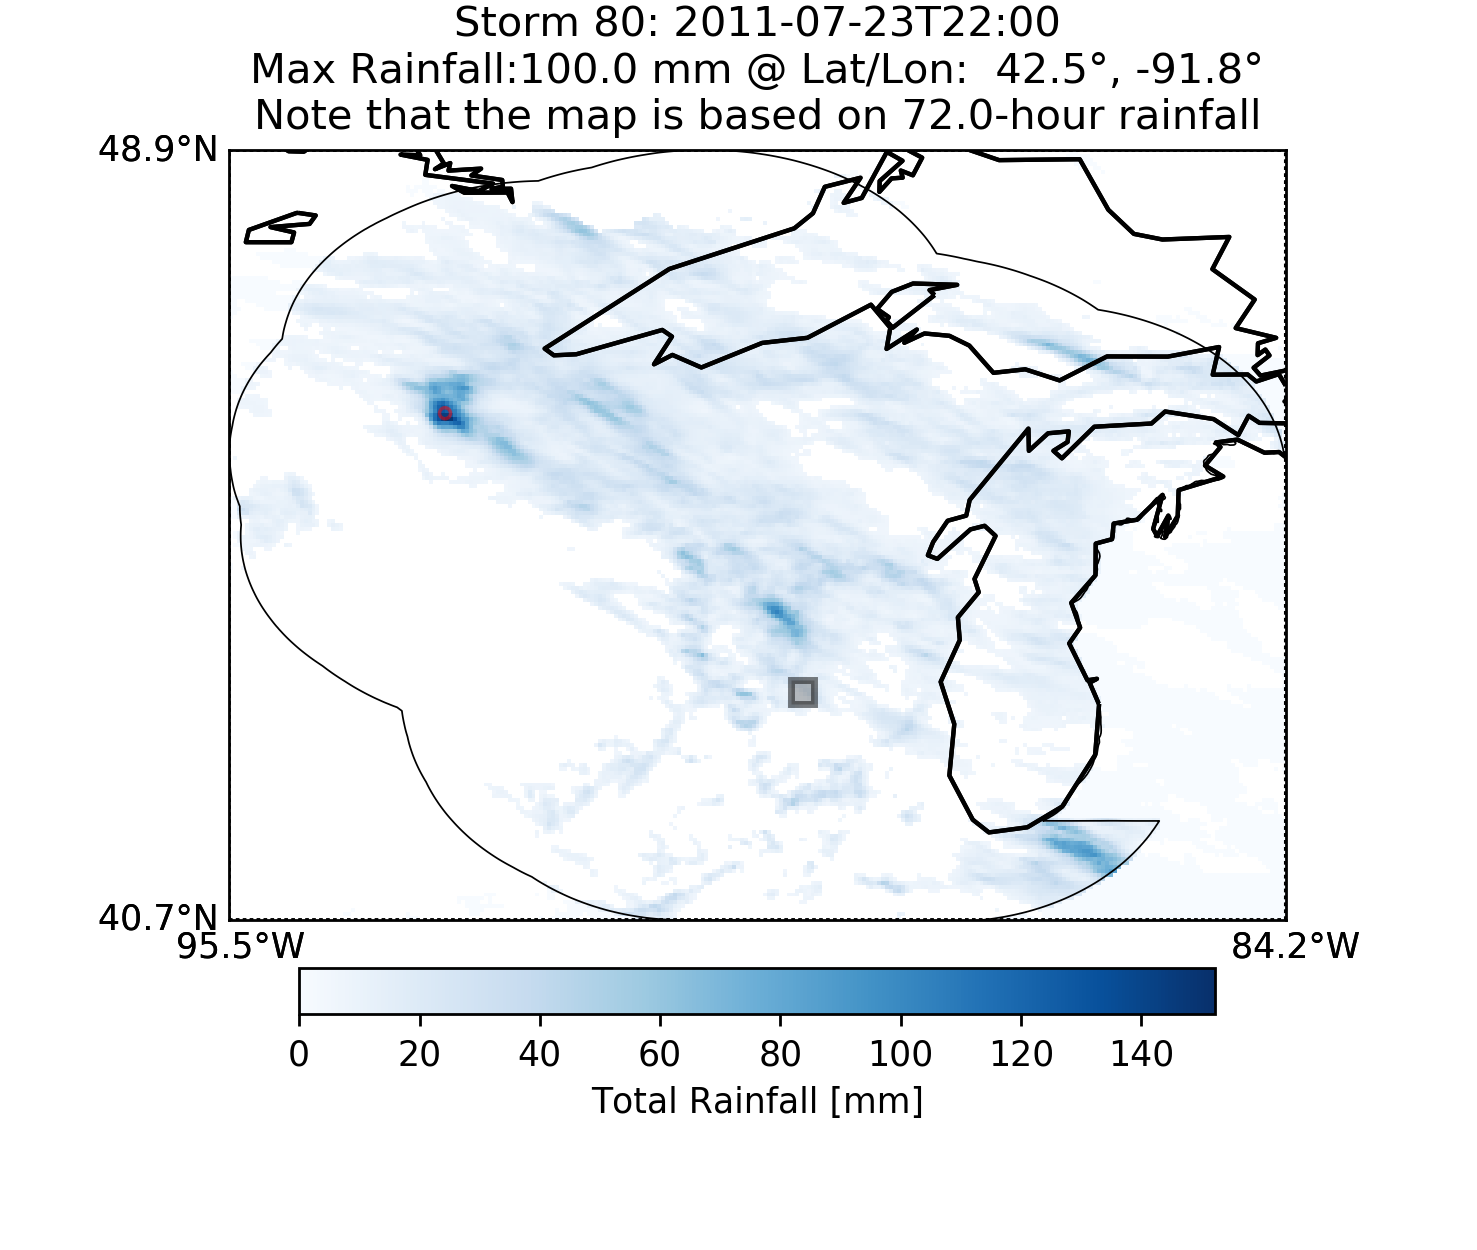 Storm 80: 2011-07-23T22:00
Max Rainfall:100.0 mm @ Lat/Lon:  42.5°, -91.8°
Note that the map is based on 72.0-hour rainfall
48.9°N
40.7°N
95.5°W 84.2°W
0 20 40 60 80 100 120 140
Total Rainfall [mm]